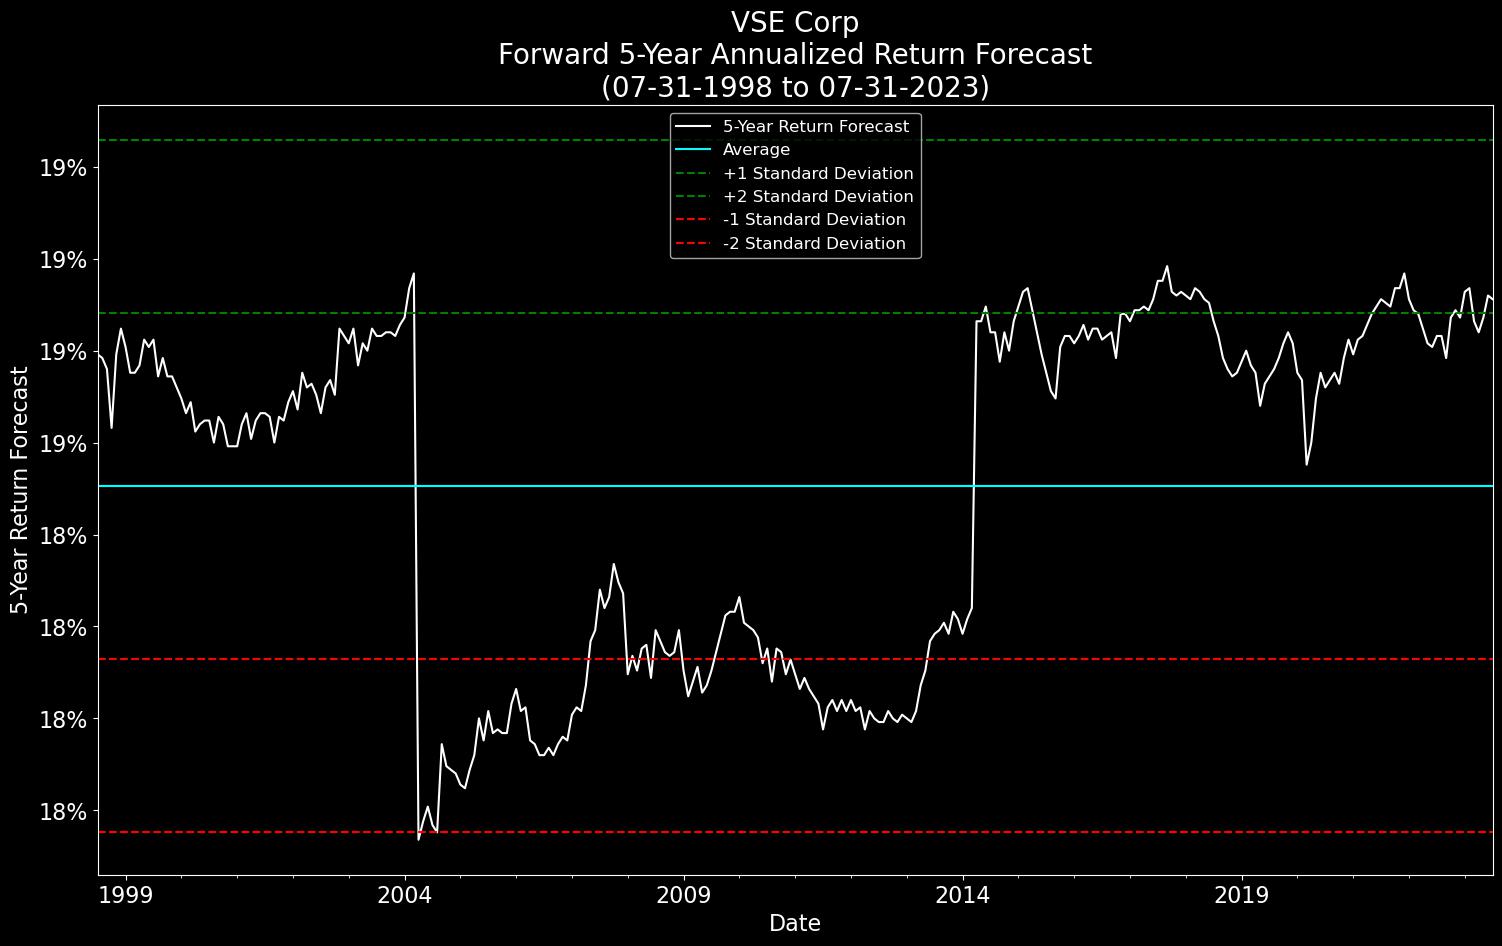 VSE Corp
Forward 5-Year Annualized Return Forecast
(07-31-1998 to 07-31-2023)
5-Year Return Forecast
Average
+1 Standard Deviation
+2 Standard Deviation
-1 Standard Deviation
-2 Standard Deviation
19%
19%
19%
19%
18%
18%
18%
18%
5-Year Return Forecast
1999
2004
2009
2014
2019
Date